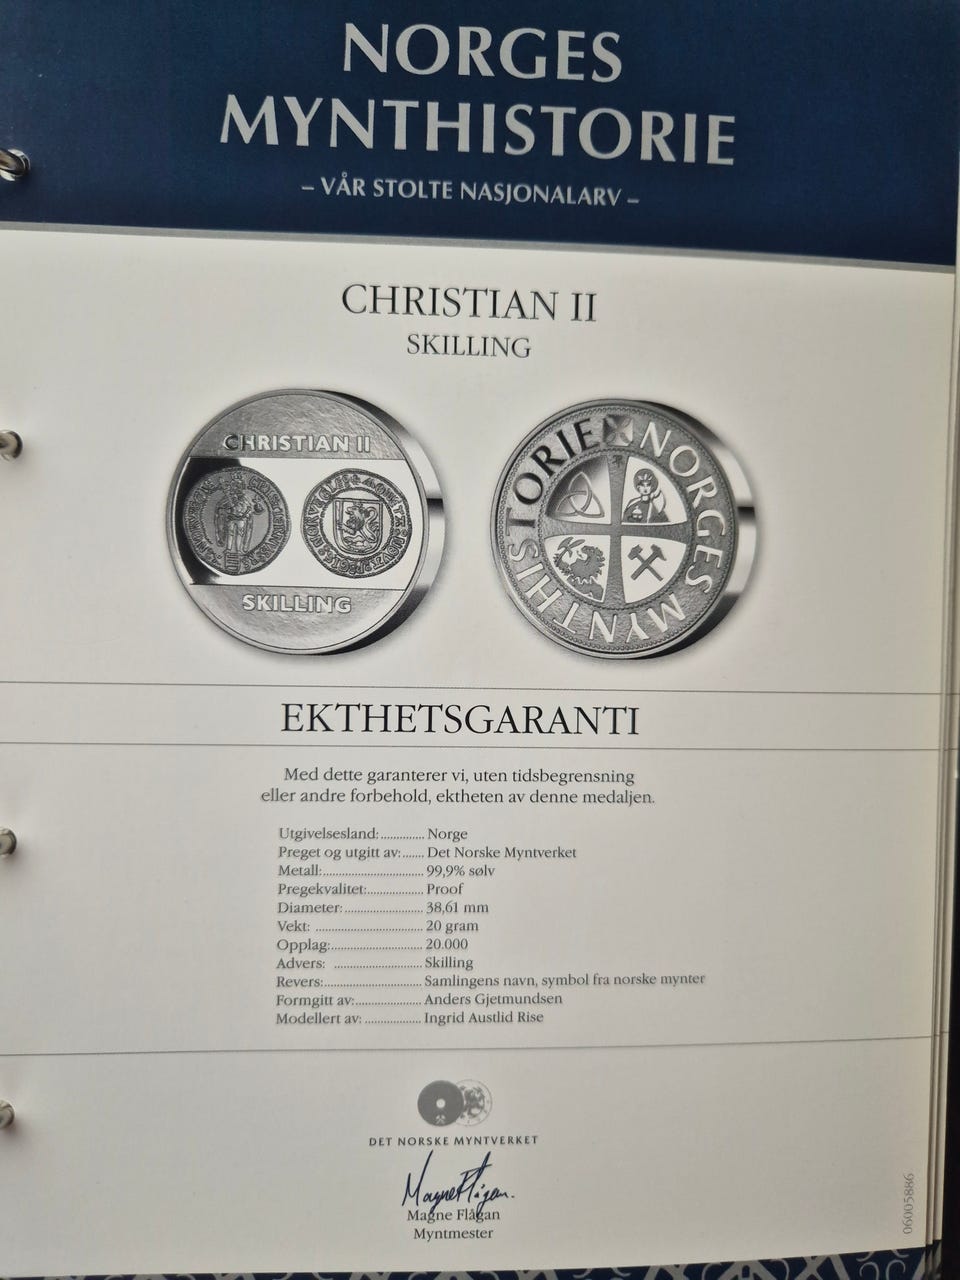 NORGES
MYNTHISTORIE
– VÅR STOLTE NASJONALARV –
CHRISTIAN II
SKILLING
CHRISTIAN II
SKILLING
NORGES MYNTHISTORIE
EKTHETSGARANTI
Med dette garanterer vi, uten tidsbegrensning
eller andre forbehold, ektheten av denne medaljen.
Utgivelsesland:.............. Norge
Preget og utgitt av:....... Det Norske Myntverket
Metall:................................ 99,9% sølv
Pregekvalitet:.................. Proof
Diameter:......................... 38,61 mm
Vekt: .................................. 20 gram
Opplag:............................. 20.000
Advers: ............................ Skilling
Revers:............................... Samlingens navn, symbol fra norske mynter
Formgitt av:..................... Anders Gjetmundsen
Modellert av: .................. Ingrid Austlid Rise
DET NORSKE MYNTVERKET
Magne Flågan.
Magne Flågan
Myntmester
06005886